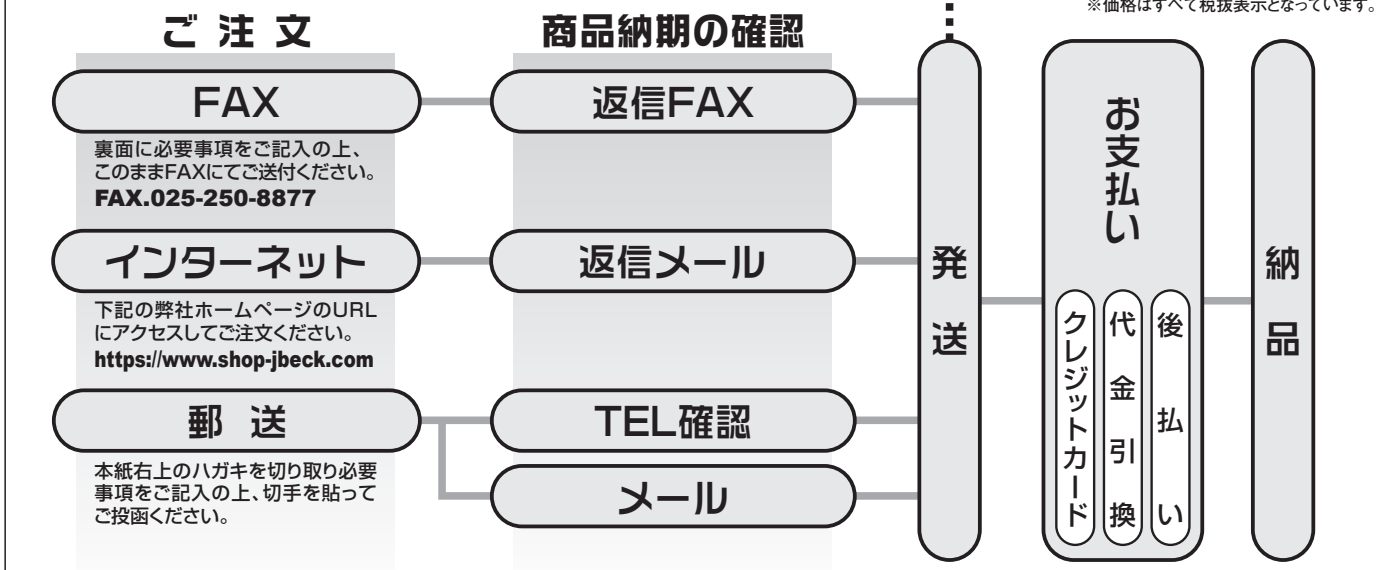 ※価格はすべて税抜表示となっています。
ご注文
商品納期の確認
FAX
返信FAX
裏面に必要事項をご記入の上、
このままFAXにてご送付ください。
FAX.025-250-8877
インターネット
返信メール
下記の弊社ホームページのURL
にアクセスしてご注文ください。
https://www.shop-jbeck.com
郵送
TEL確認
メール
本紙右上のハガキを切り取り必要
事項をご記入の上、切手を貼って
ご投函ください。
発送
お支払い
クレジットカード
代金引換
後払い
納品